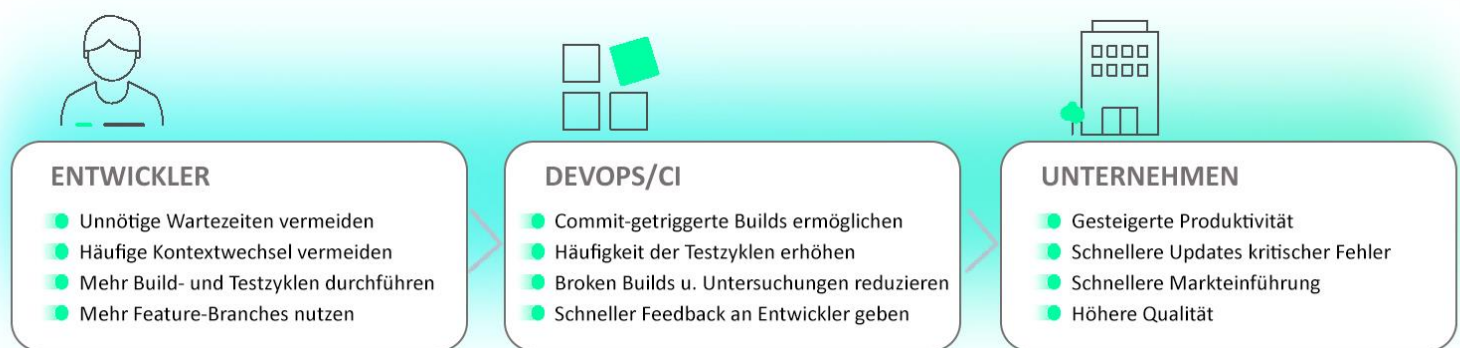 ENTWICKLER
Unnötige Wartezeiten vermeiden
Häufige Kontextwechsel vermeiden
Mehr Build- und Testzyklen durchführen
Mehr Feature-Branches nutzen
DEVOPS/CI
Commit-getriggerte Builds ermöglichen
Häufigkeit der Testzyklen erhöhen
Broken Builds u. Untersuchungen reduzieren
Schneller Feedback an Entwickler geben
UNTERNEHMEN
Gesteigerte Produktivität
Schnellere Updates kritischer Fehler
Schnellere Markteinführung
Höhere Qualität